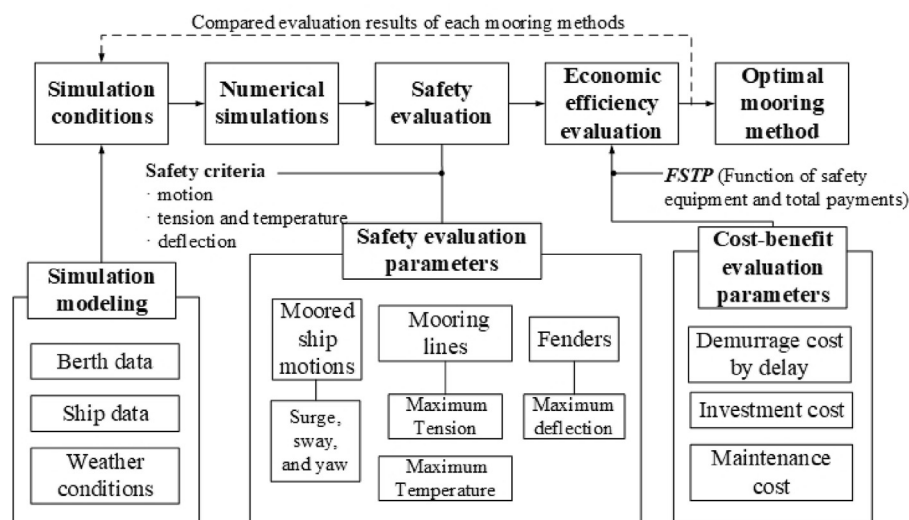 Compared evaluation results of each mooring methods
Simulation
conditions
Numerical
simulations
Safety
evaluation
Economic
efficiency
evaluation
Optimal
mooring
method
Safety criteria
· motion
· tension and temperature
· deflection
FSTP (Function of safety
equipment and total payments)
Simulation
modeling
Berth data
Ship data
Weather
conditions
Safety evaluation
parameters
Moored
ship
motions
Surge,
sway,
and yaw
Mooring
lines
Maximum
Tension
Maximum
Temperature
Fenders
Maximum
deflection
Cost-benefit
evaluation
parameters
Demurrage cost
by delay
Investment cost
Maintenance
cost